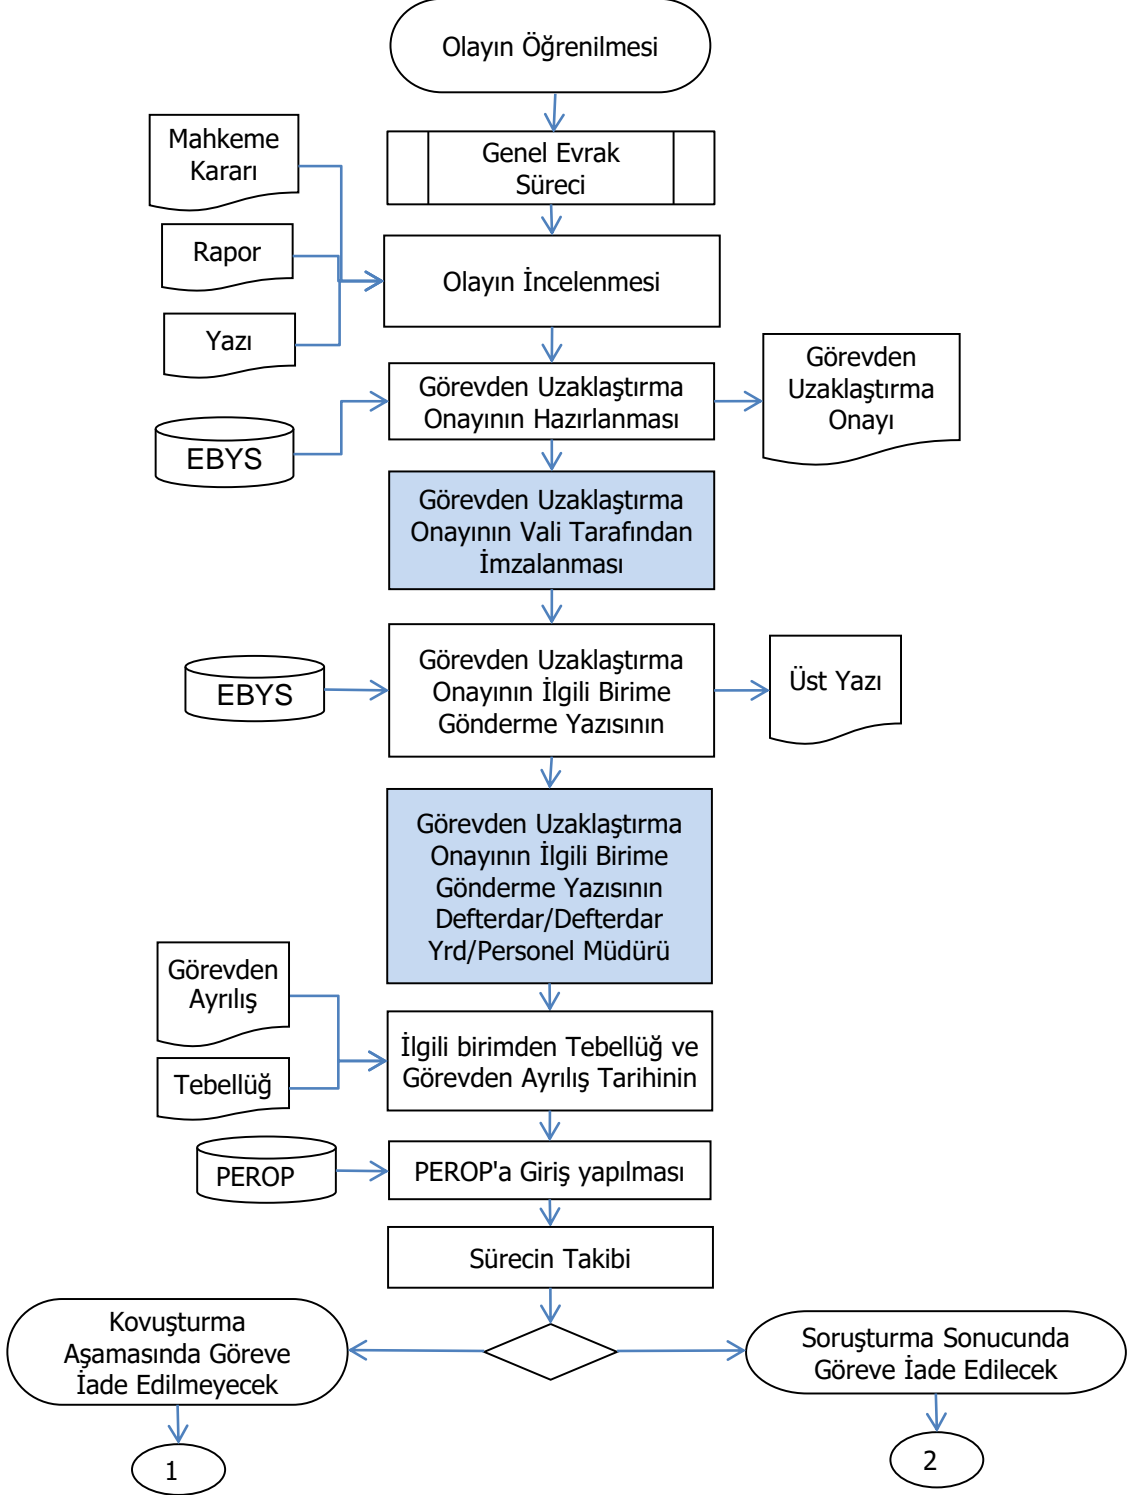 Olayın Öğrenilmesi
Mahkeme
Kararı
Genel Evrak
Süreci
Rapor
Olayın İncelenmesi
Yazı
Görevden Uzaklaştırma
Onayının Hazırlanması
Görevden
Uzaklaştırma
Onayı
EBYS
Görevden Uzaklaştırma
Onayının Vali Tarafından
İmzalanması
EBYS
Görevden Uzaklaştırma
Onayının İlgili Birime
Gönderme Yazısının
Üst Yazı
Görevden Uzaklaştırma
Onayının İlgili Birime
Gönderme Yazısının
Defterdar/Defterdar
Yrd/Personel Müdürü
Görevden
Ayrılış
Tebellüğ
İlgili birimden Tebellüğ ve
Görevden Ayrılış Tarihinin
PEROP
PEROP'a Giriş yapılması
Sürecin Takibi
Kovuşturma
Aşamasında Göreve
İade Edilmeyecek
Soruşturma Sonucunda
Göreve İade Edilecek
1
2